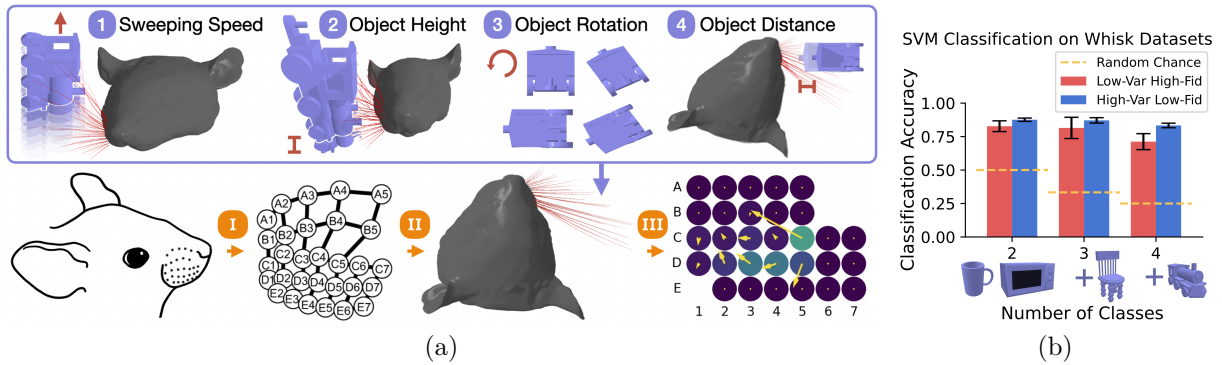 1 Sweeping Speed
2 Object Height
3 Object Rotation
4 Object Distance
I
II
III
A1 A2 A3 A4 A5
B1 B2 B3 B4 B5
C1 C2 C3 C4 C5 C6 C7
D1 D2 D3 D4 D5 D6 D7
E2 E3 E4 E5 E6 E7
A
B
C
D
E
1 2 3 4 5 6 7
(a)
SVM Classification on Whisk Datasets
Random Chance
Low-Var High-Fid
High-Var Low-Fid
Classification Accuracy
1.00
0.75
0.50
0.25
0.00
2 3 4
+ +
Number of Classes
(b)